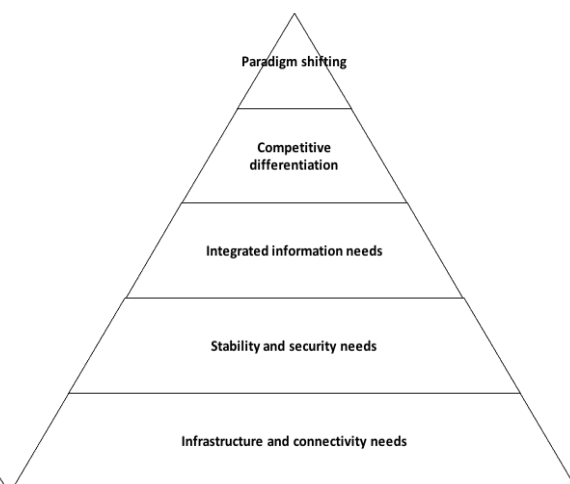 Paradigm shifting
Competitive
differentiation
Integrated information needs
Stability and security needs
Infrastructure and connectivity needs